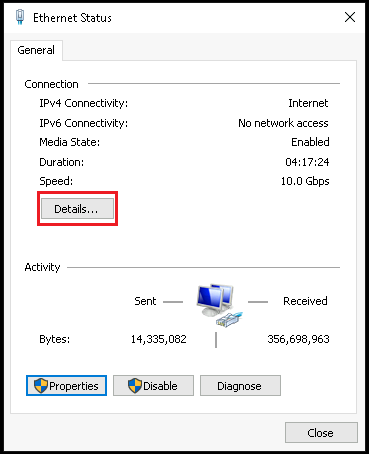 Ethernet Status
General
Connection
IPv4 Connectivity: Internet
IPv6 Connectivity: No network access
Media State: Enabled
Duration: 04:17:24
Speed: 10.0 Gbps
Details...
Activity
Sent Received
Bytes: 14,335,082 356,698,963
Properties Disable Diagnose
Close